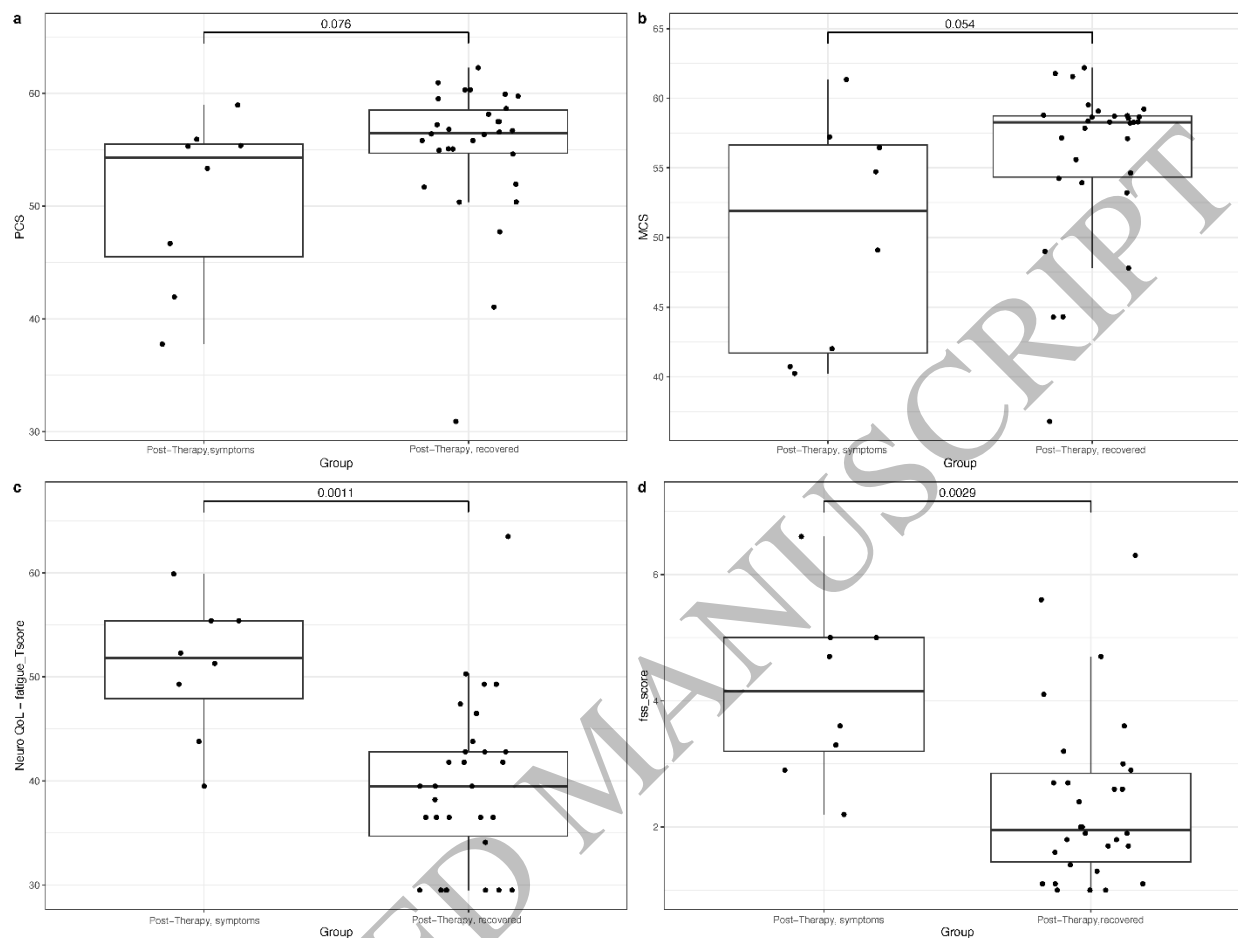 a
0.076
60
50
40
30
PCS
Post-Therapy,symptoms
Post-Therapy, recovered
Group
b
0.054
65
60
55
50
45
40
MCS
Post-Therapy, symptoms
Post-Therapy, recovered
Group
c
0.0011
60
50
40
30
Neuro QoL - fatigue_Tscore
Post-Therapy, symptoms
Post-Therapy, recovered
Group
d
0.0029
6
4
2
fss_score
Post-Therapy, symptoms
Post-Therapy,recovered
Group
ED MANUSCRIPT